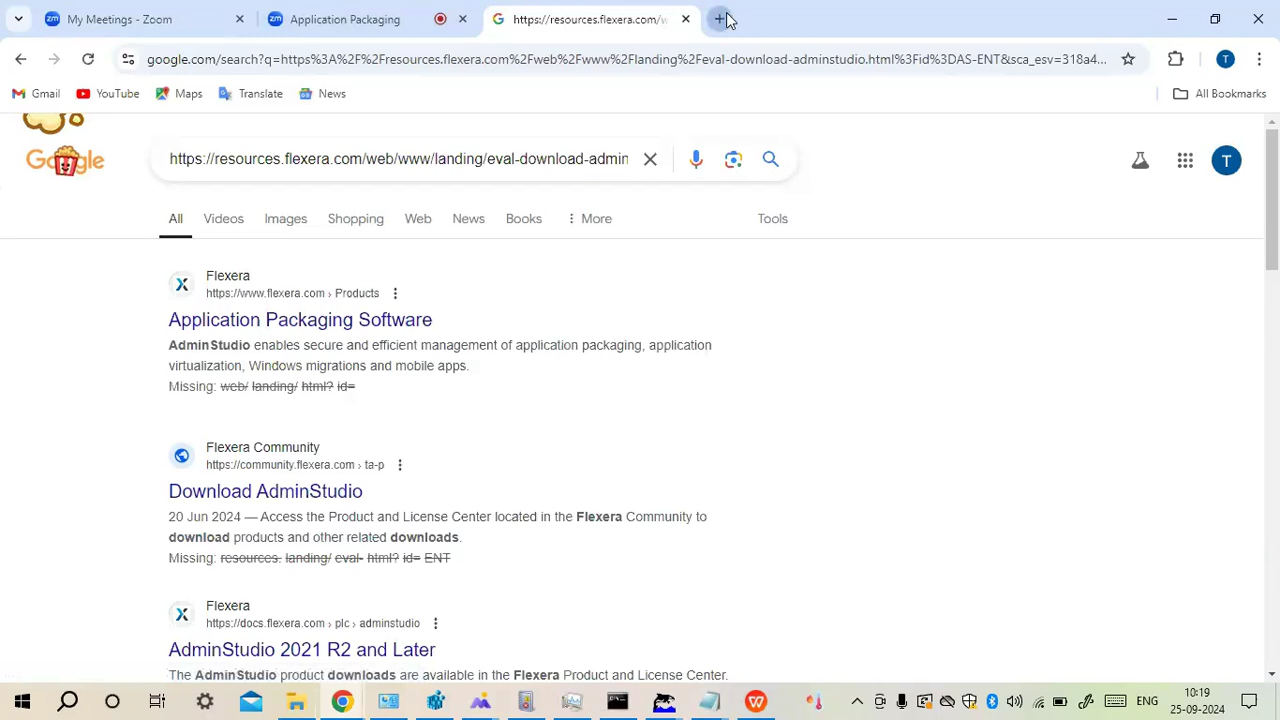 My Meetings - Zoom
Application Packaging
https://resources.flexera.com/w
google.com/search?q=https%3A%2F%2Fresources.flexera.com%2Fweb%2Fwww%2Flanding%2Feval-download-adminstudio.html%3Fid%3DAS-ENT&sca_esv=318a4...
Gmail
YouTube
Maps
Translate
News
All Bookmarks
Google
https://resources.flexera.com/web/www/landing/eval-download-admin
T
All
Videos
Images
Shopping
Web
News
Books
More
Tools
Flexera
https://www.flexera.com › Products
Application Packaging Software
AdminStudio enables secure and efficient management of application packaging, application
virtualization, Windows migrations and mobile apps.
Missing: web/ landing/ html? id=
Flexera Community
https://community.flexera.com › ta-p
Download AdminStudio
20 Jun 2024 — Access the Product and License Center located in the Flexera Community to
download products and other related downloads.
Missing: resources. landing/ eval- html? id= ENT
Flexera
https://docs.flexera.com › plc › adminstudio
AdminStudio 2021 R2 and Later
The AdminStudio product downloads are available in the Flexera Product and License Center.
ENG
10:19
25-09-2024